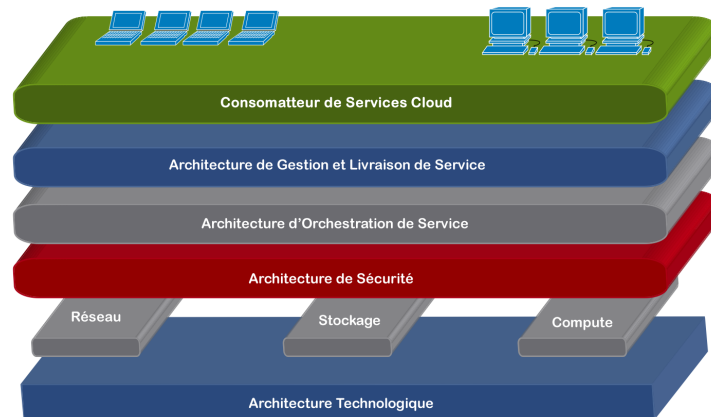 Consomatteur de Services Cloud
Architecture de Gestion et Livraison de Service
Architecture d'Orchestration de Service
Architecture de Sécurité
Réseau
Stockage
Compute
Architecture Technologique